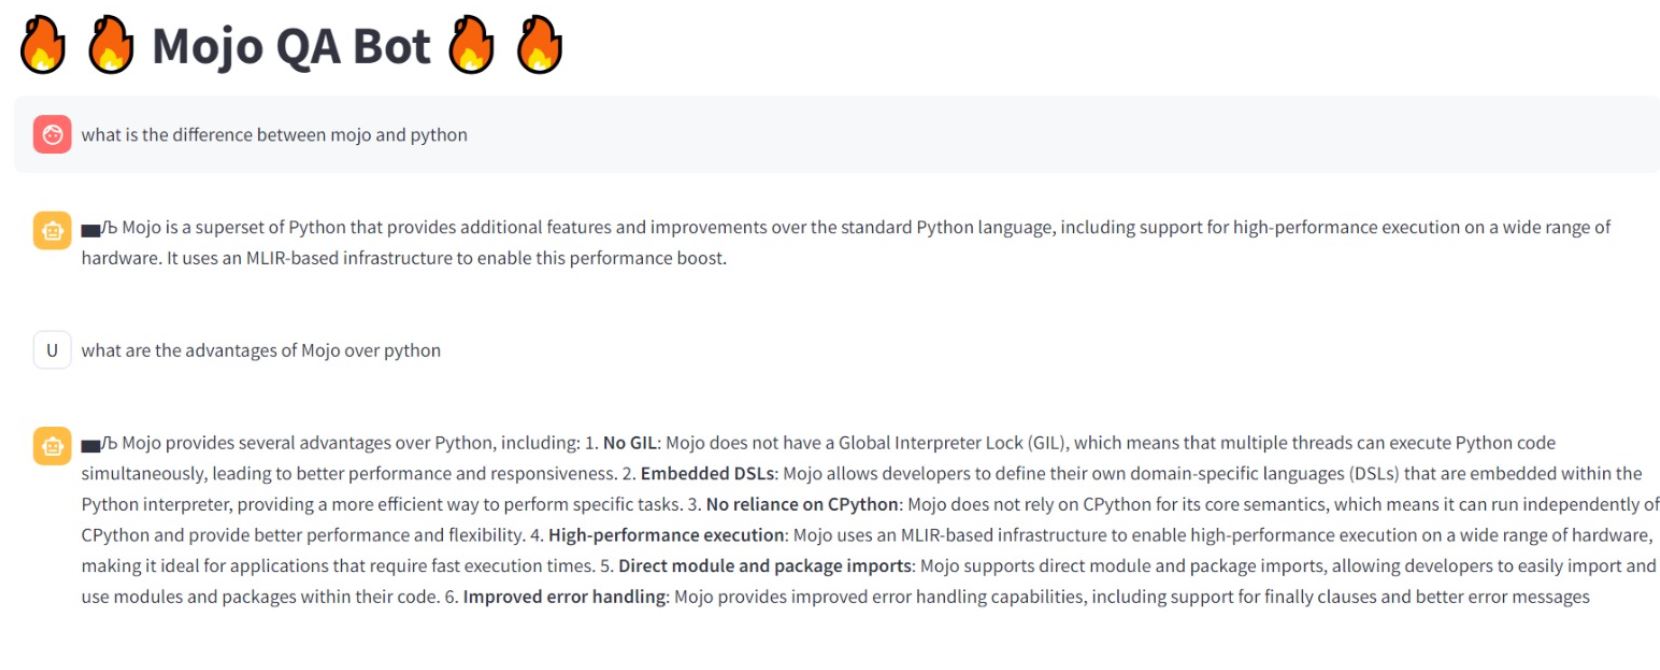 🔥🔥 Mojo QA Bot 🔥🔥
what is the difference between mojo and python
Mojo is a superset of Python that provides additional features and improvements over the standard Python language, including support for high-performance execution on a wide range of
hardware. It uses an MLIR-based infrastructure to enable this performance boost.
U what are the advantages of Mojo over python
Mojo provides several advantages over Python, including: 1. No GIL: Mojo does not have a Global Interpreter Lock (GIL), which means that multiple threads can execute Python code
simultaneously, leading to better performance and responsiveness. 2. Embedded DSLs: Mojo allows developers to define their own domain-specific languages (DSLs) that are embedded within the
Python interpreter, providing a more efficient way to perform specific tasks. 3. No reliance on CPython: Mojo does not rely on CPython for its core semantics, which means it can run independently of
CPython and provide better performance and flexibility. 4. High-performance execution: Mojo uses an MLIR-based infrastructure to enable high-performance execution on a wide range of hardware,
making it ideal for applications that require fast execution times. 5. Direct module and package imports: Mojo supports direct module and package imports, allowing developers to easily import and
use modules and packages within their code. 6. Improved error handling: Mojo provides improved error handling capabilities, including support for finally clauses and better error messages